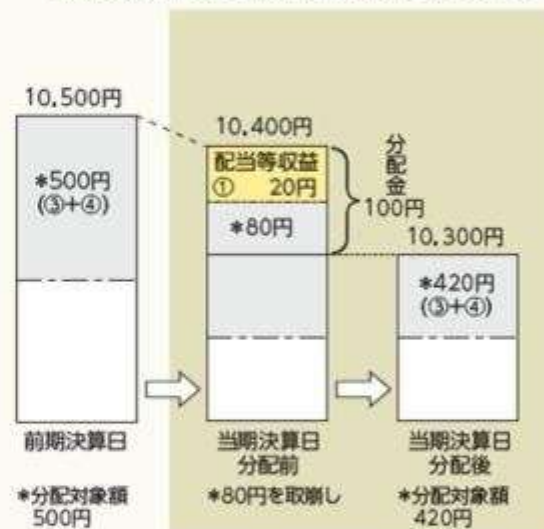 10,500円
*500円
(③+④)
前期決算日
*分配対象額
500円
10,400円
配当等収益
① 20円
*80円
分配金
100円
当期決算日
分配前
*80円を取崩し
10,300円
*420円
(③+④)
当期決算日
分配後
*分配対象額
420円